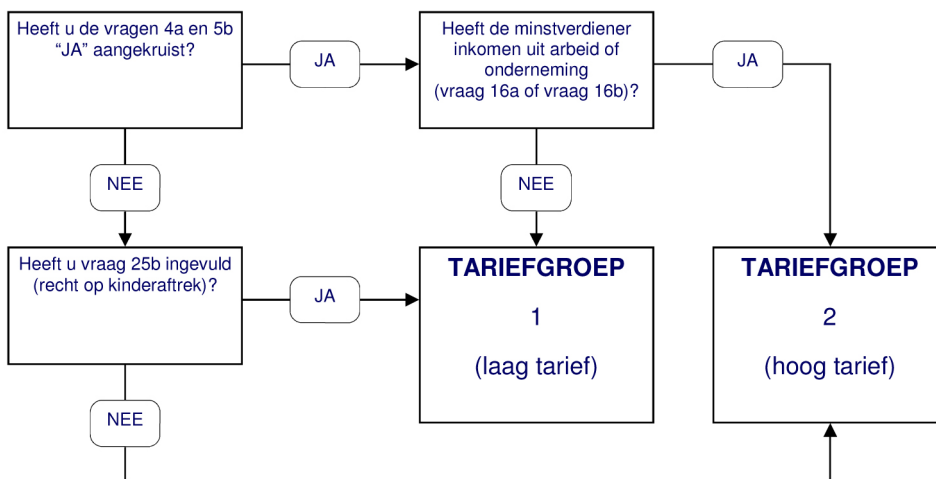 Heeft u de vragen 4a en 5b
“JA” aangekruist?
JA
Heeft de minstverdiener
inkomen uit arbeid of
onderneming
(vraag 16a of vraag 16b)?
JA
NEE
NEE
Heeft u vraag 25b ingevuld
(recht op kinderaftrek)?
JA
TARIEFGROEP
1
(laag tarief)
TARIEFGROEP
2
(hoog tarief)
NEE